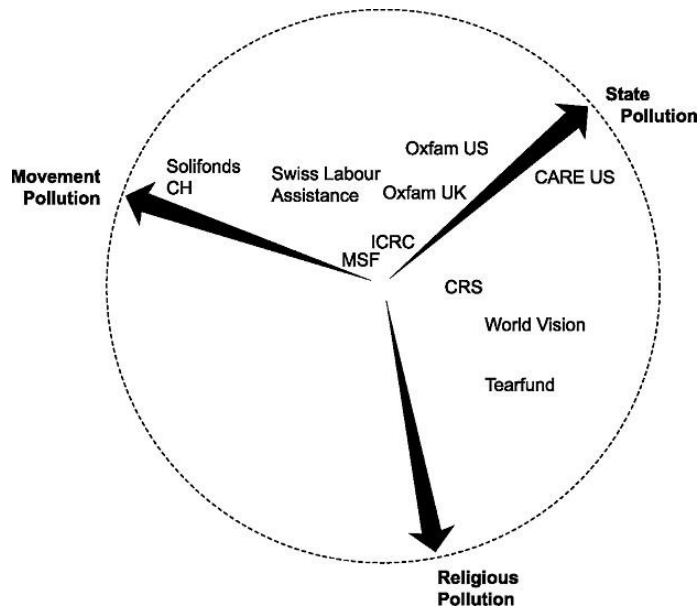 State
Pollution
Oxfam US
Solifonds
CH
Swiss Labour
Assistance
CARE US
Movement
Pollution
Oxfam UK
ICRC
MSF
CRS
World Vision
Tearfund
Religious
Pollution